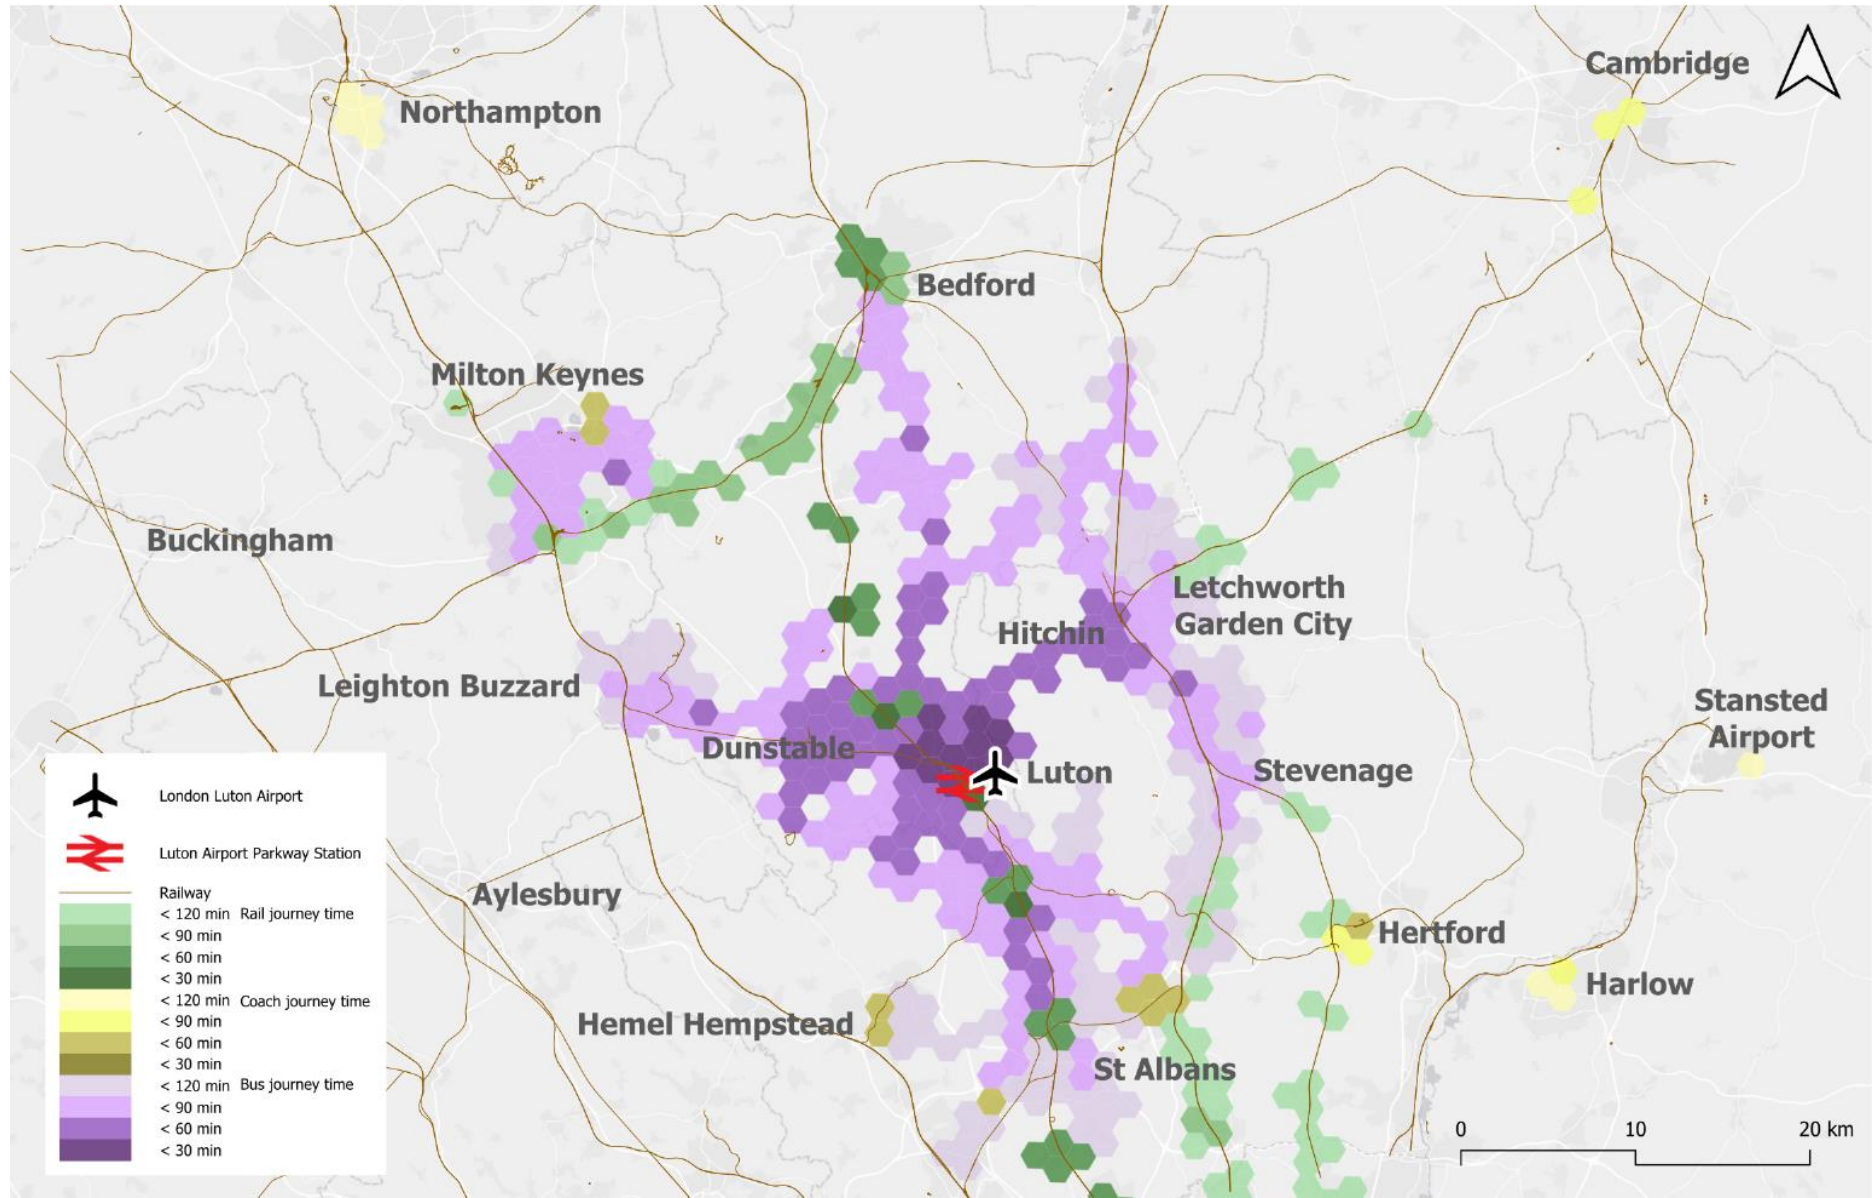 Cambridge
Northampton
Bedford
Milton Keynes
Buckingham
Letchworth
Garden City
Hitchin
Leighton Buzzard
Stansted
Airport
Dunstable
Luton
Stevenage
London Luton Airport
Luton Airport Parkway Station
Railway
< 120 min Rail journey time
< 90 min
< 60 min
< 30 min
< 120 min Coach journey time
< 90 min
< 60 min
< 30 min
< 120 min Bus journey time
< 90 min
< 60 min
< 30 min
Aylesbury
Hertford
Harlow
Hemel Hempstead
St Albans
0 10 20 km